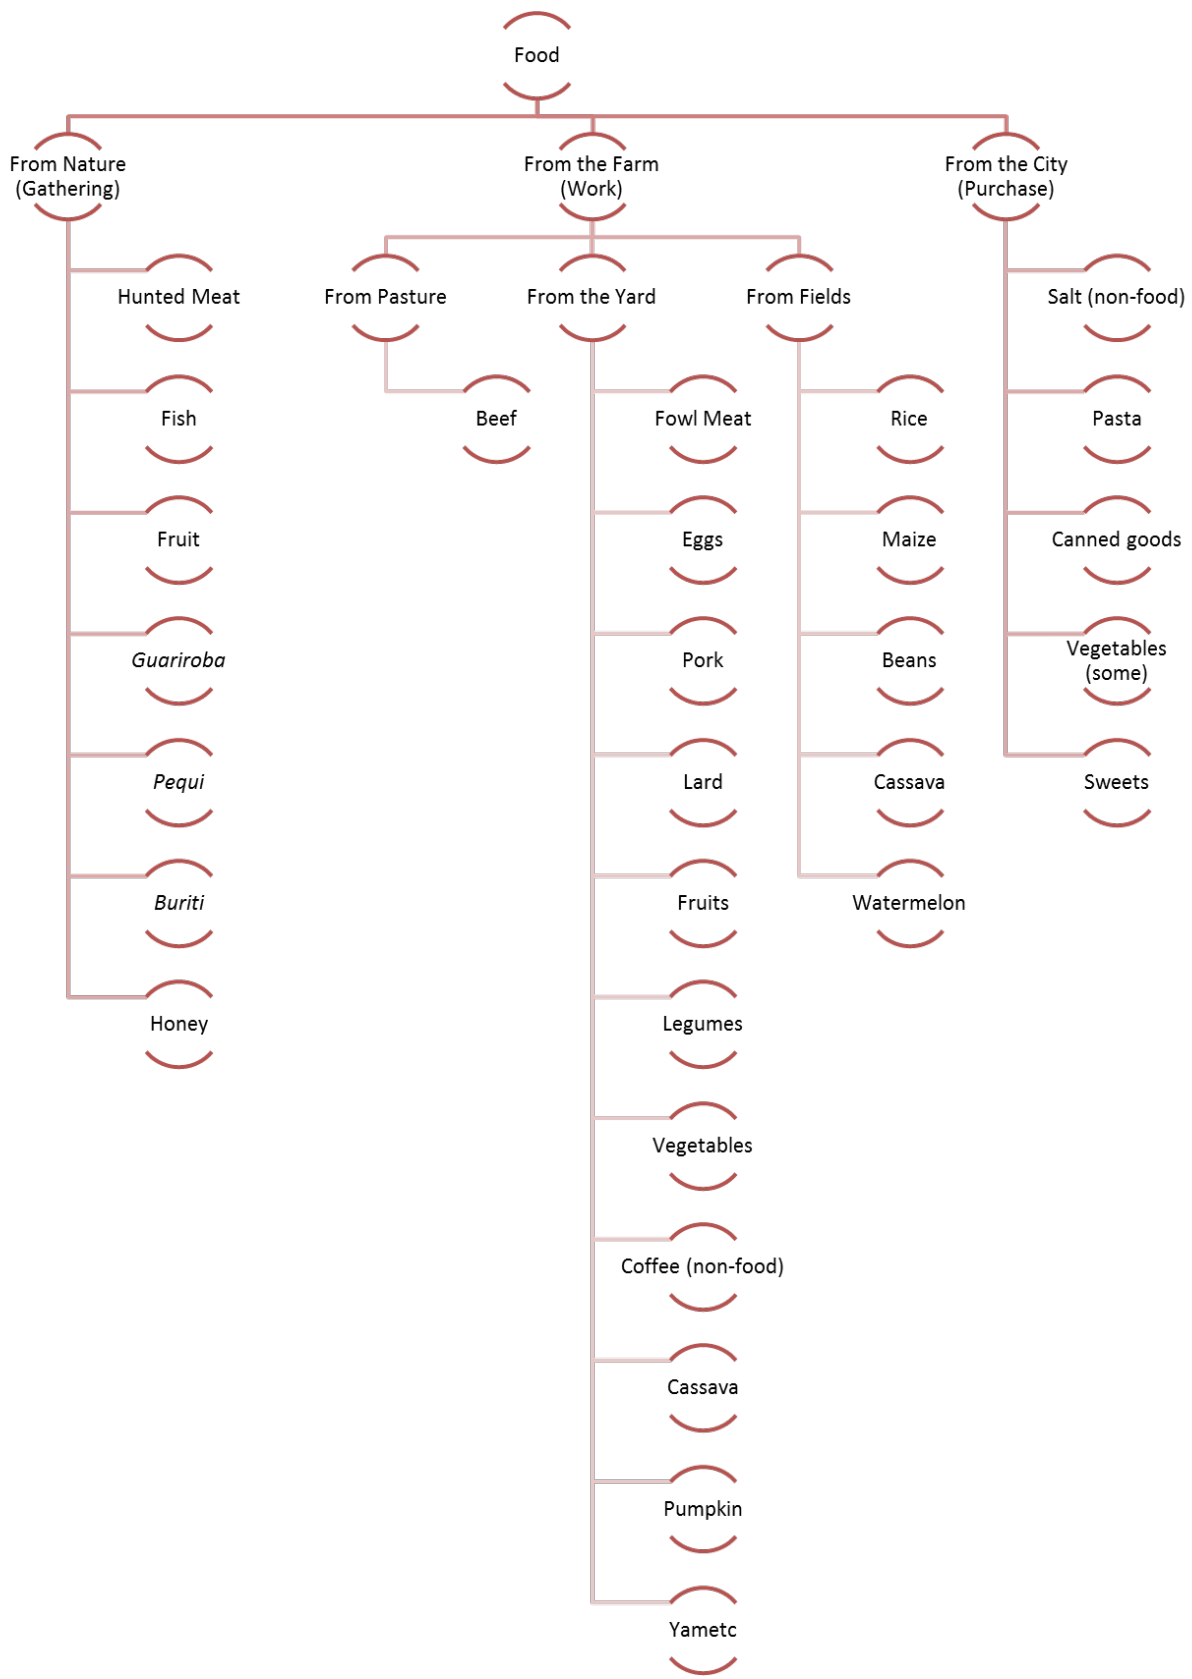 Food
From Nature
(Gathering)
From the Farm
(Work)
From the City
(Purchase)
Hunted Meat
Fish
Fruit
Guariroba
Pequi
Buriti
Honey
From Pasture
Beef
From the Yard
Fowl Meat
Eggs
Pork
Lard
Fruits
Legumes
Vegetables
Coffee (non-food)
Cassava
Pumpkin
Yametc
From Fields
Rice
Maize
Beans
Cassava
Watermelon
Salt (non-food)
Pasta
Canned goods
Vegetables
(some)
Sweets